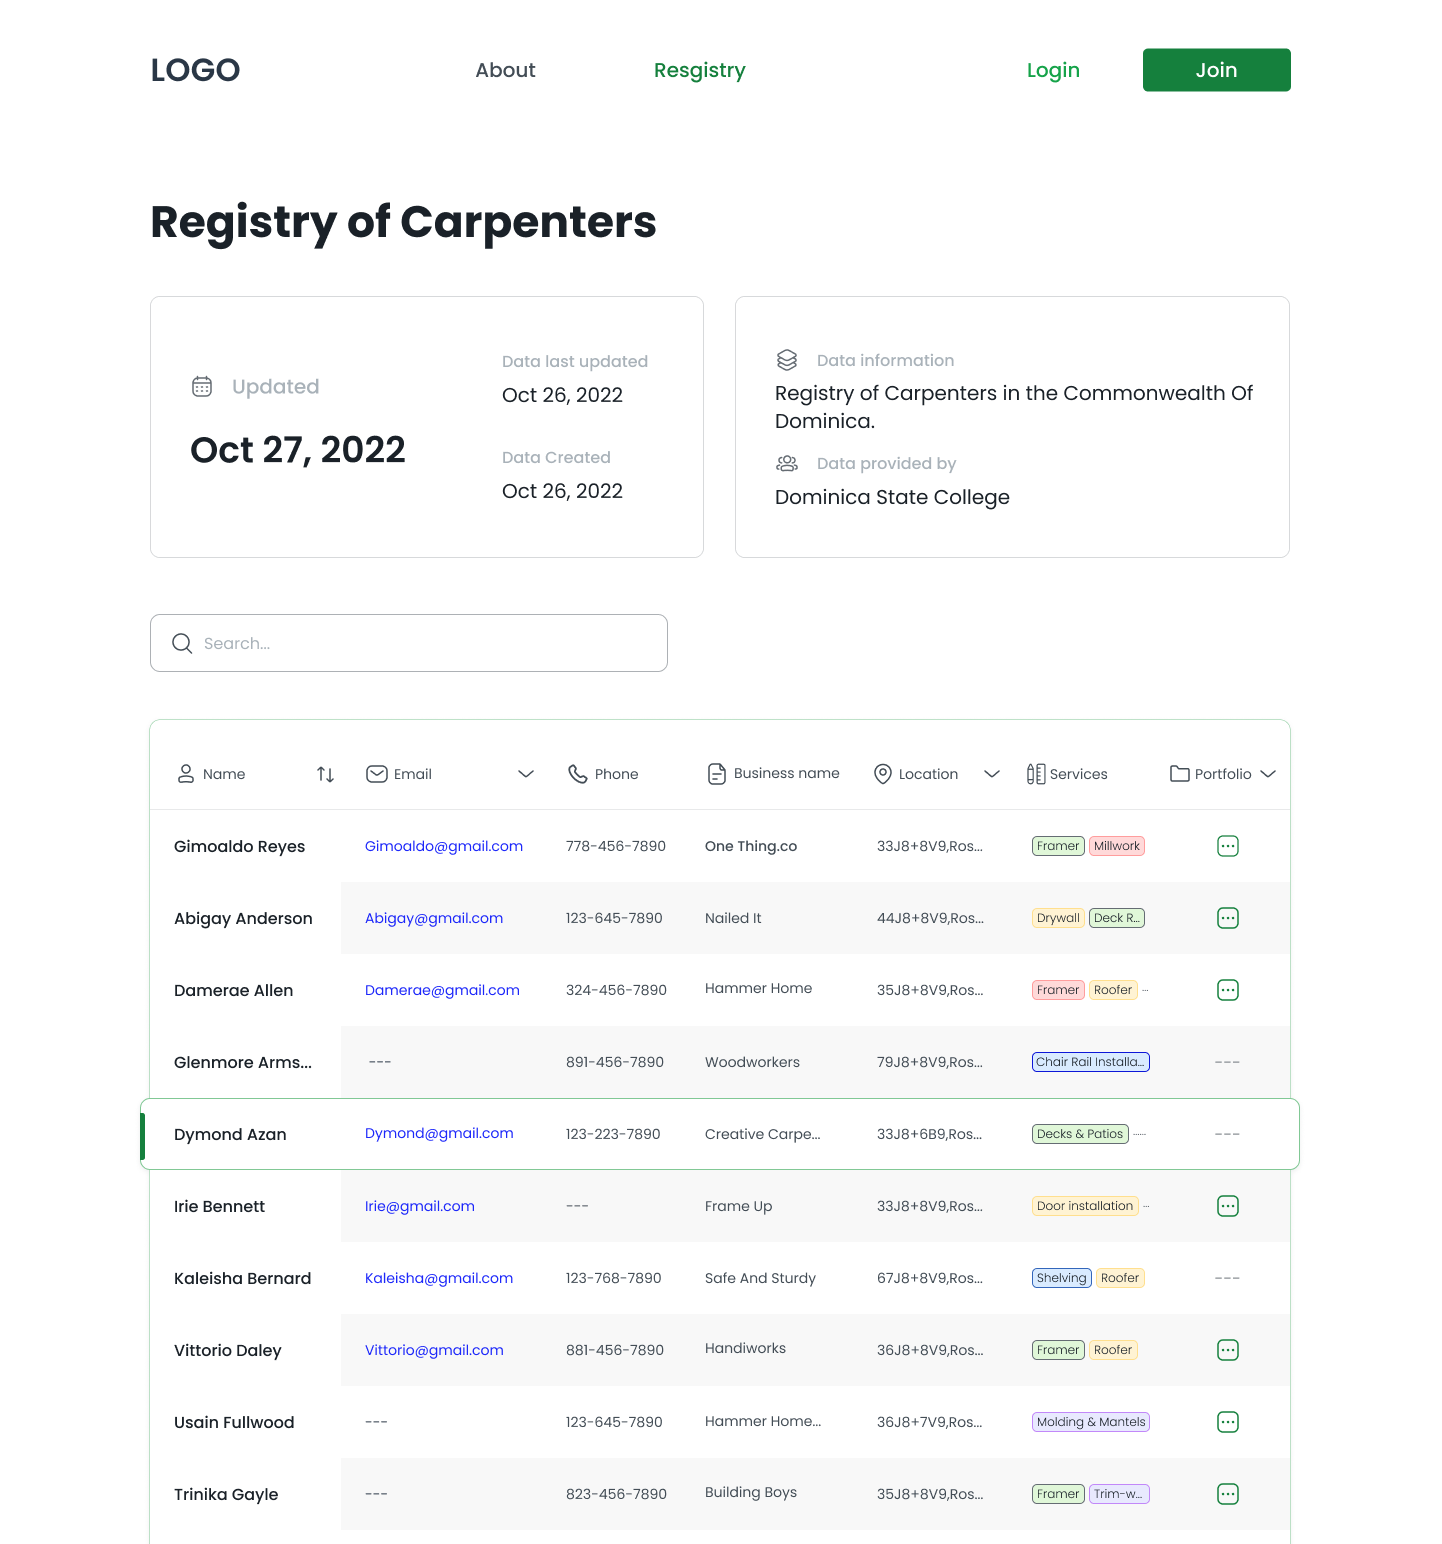 LOGO About Resgistry Login Join
Registry of Carpenters
Updated
Oct 27, 2022
Data last updated
Oct 26, 2022
Data Created
Oct 26, 2022
Data information
Registry of Carpenters in the Commonwealth Of
Dominica.
Data provided by
Dominica State College
Search...
Name Email Phone Business name Location Services Portfolio
Gimoaldo Reyes Gimoaldo@gmail.com 778-456-7890 One Thing.co 33J8+8V9,Ros... Framer Millwork
Abigay Anderson Abigay@gmail.com 123-645-7890 Nailed It 44J8+8V9,Ros... Drywall Deck R...
Damerae Allen Damerae@gmail.com 324-456-7890 Hammer Home 35J8+8V9,Ros... Framer Roofer ...
Glenmore Arms... --- 891-456-7890 Woodworkers 79J8+8V9,Ros... Chair Rail Installa... ---
Dymond Azan Dymond@gmail.com 123-223-7890 Creative Carpe... 33J8+6B9,Ros... Decks & Patios ...... ---
Irie Bennett Irie@gmail.com --- Frame Up 33J8+8V9,Ros... Door installation ...
Kaleisha Bernard Kaleisha@gmail.com 123-768-7890 Safe And Sturdy 67J8+8V9,Ros... Shelving Roofer ---
Vittorio Daley Vittorio@gmail.com 881-456-7890 Handiworks 36J8+8V9,Ros... Framer Roofer
Usain Fullwood --- 123-645-7890 Hammer Home... 36J8+7V9,Ros... Molding & Mantels
Trinika Gayle --- 823-456-7890 Building Boys 35J8+8V9,Ros... Framer Trim-w...